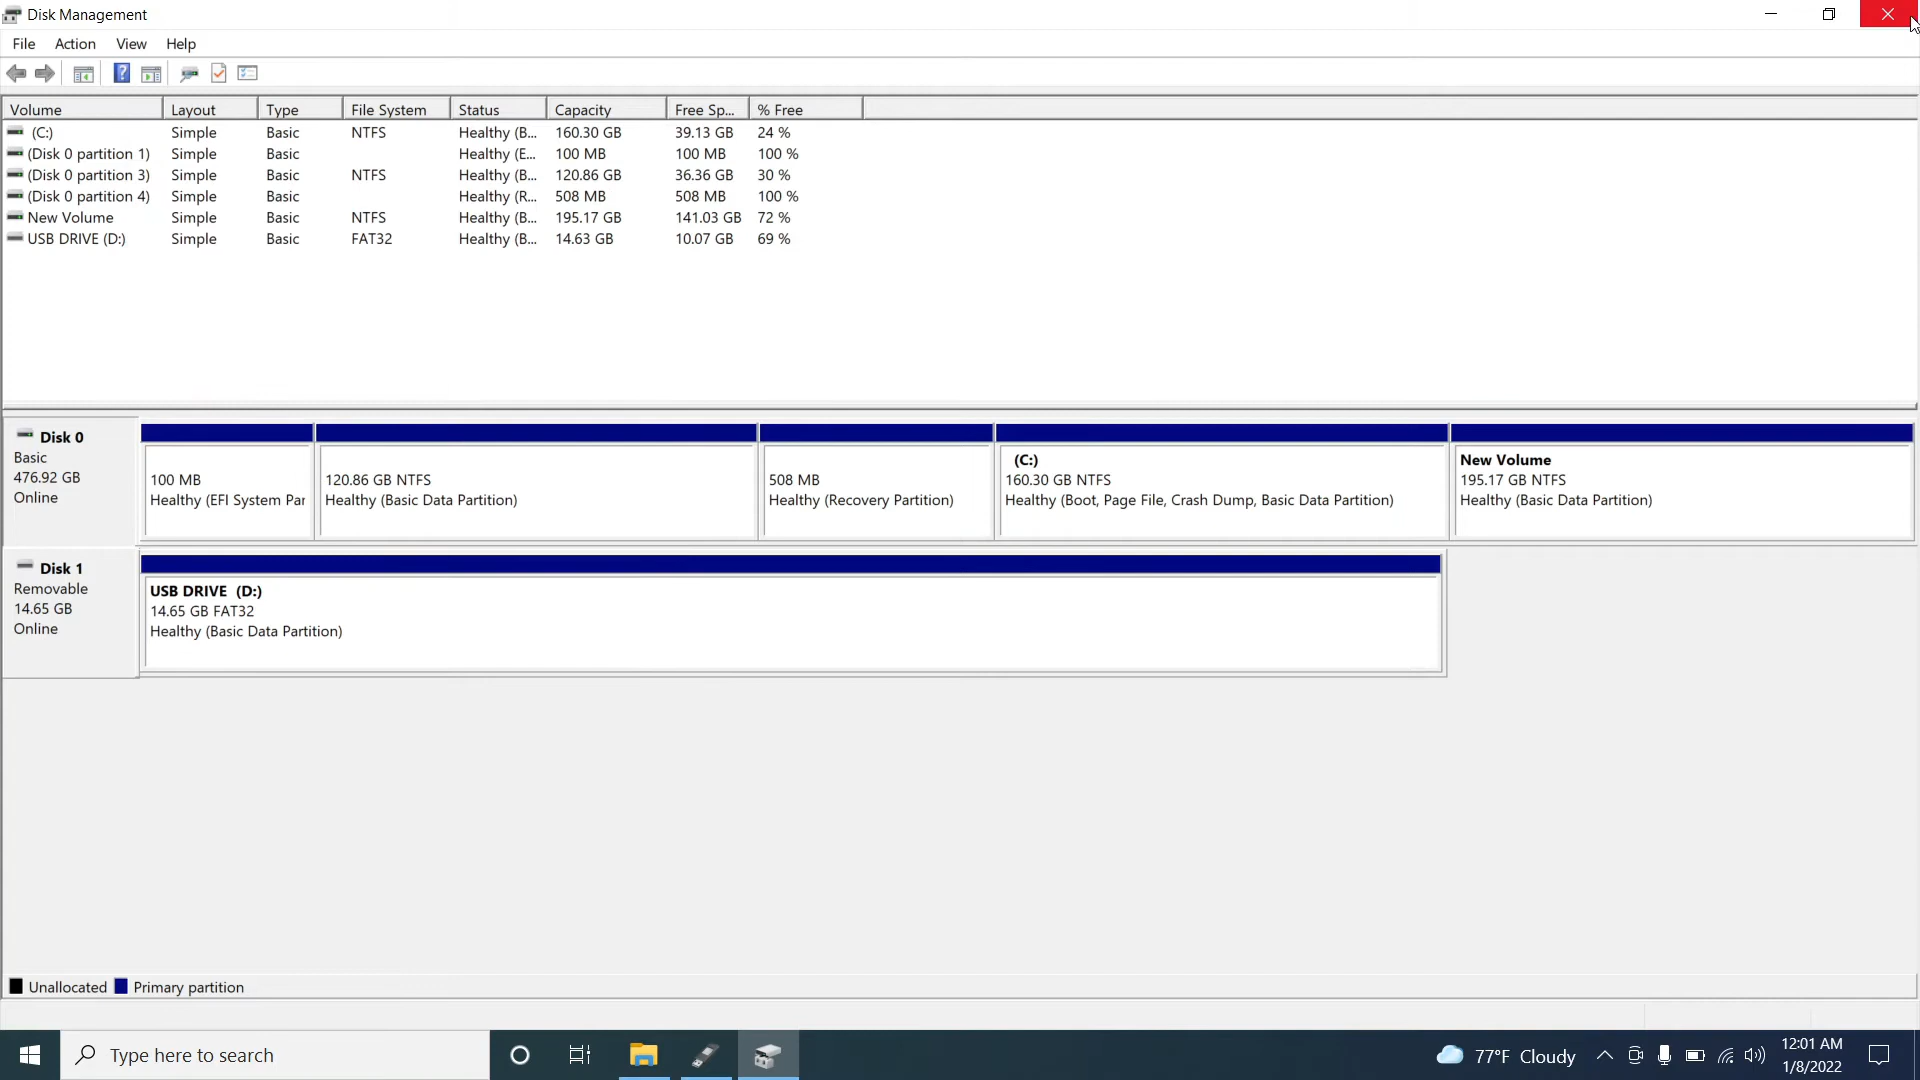 Disk Management
File Action View Help
Volume Layout Type File System Status Capacity Free Sp... % Free
(C:) Simple Basic NTFS Healthy (B... 160.30 GB 39.13 GB 24 %
(Disk 0 partition 1) Simple Basic Healthy (E... 100 MB 100 MB 100 %
(Disk 0 partition 3) Simple Basic NTFS Healthy (B... 120.86 GB 36.36 GB 30 %
(Disk 0 partition 4) Simple Basic Healthy (R... 508 MB 508 MB 100 %
New Volume Simple Basic NTFS Healthy (B... 195.17 GB 141.03 GB 72 %
USB DRIVE (D:) Simple Basic FAT32 Healthy (B... 14.63 GB 10.07 GB 69 %
Disk 0
Basic
476.92 GB
Online
100 MB
Healthy (EFI System Par
120.86 GB NTFS
Healthy (Basic Data Partition)
508 MB
Healthy (Recovery Partition)
(C:)
160.30 GB NTFS
Healthy (Boot, Page File, Crash Dump, Basic Data Partition)
New Volume
195.17 GB NTFS
Healthy (Basic Data Partition)
Disk 1
Removable
14.65 GB
Online
USB DRIVE (D:)
14.65 GB FAT32
Healthy (Basic Data Partition)
Unallocated Primary partition
Type here to search
77°F Cloudy
12:01 AM
1/8/2022